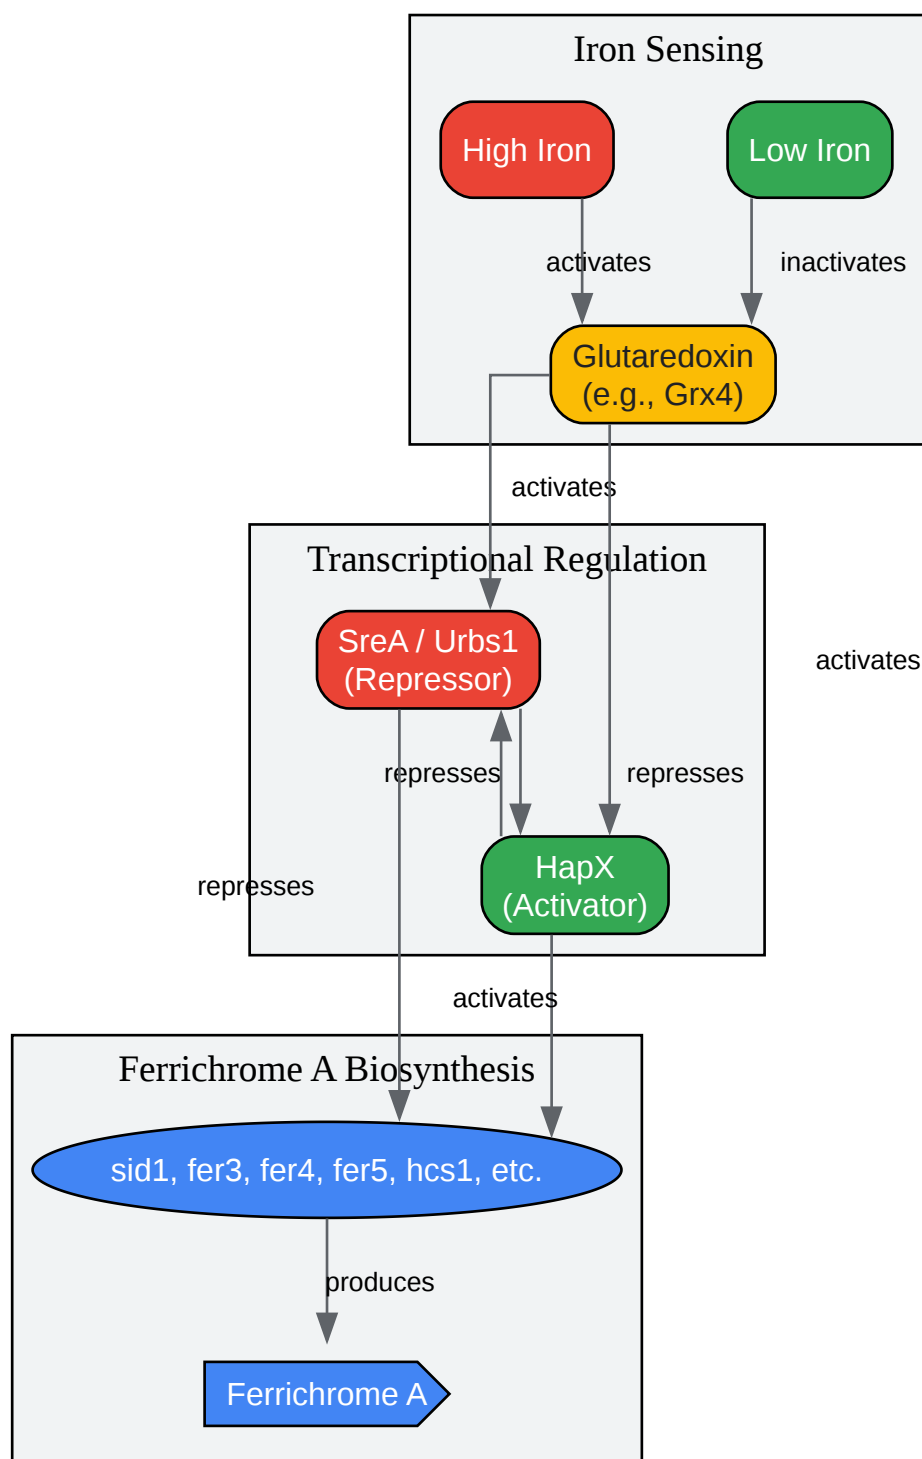 Iron Sensing
High Iron
Low Iron
activates
inactivates
Glutaredoxin
(e.g., Grx4)
activates
Transcriptional Regulation
SreA / Urbs1
(Repressor)
activates
represses
represses
HapX
(Activator)
represses
activates
Ferrichrome A Biosynthesis
sid1, fer3, fer4, fer5, hcs1, etc.
produces
Ferrichrome A